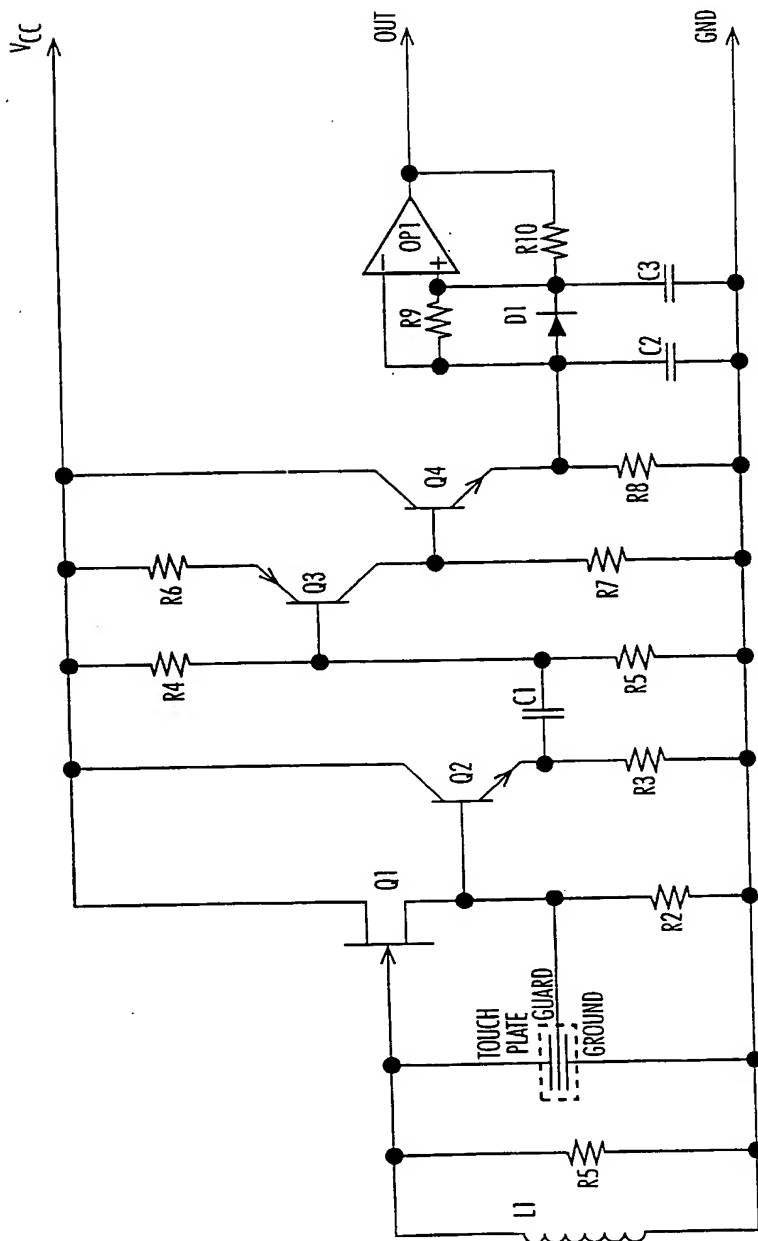 VCC
OUT
GND
OP1
R10
R9
D1
C3
C2
Q4
R8
R6
Q3
R7
R4
C1
R5
Q2
R3
Q1
R2
TOUCH
PLATE
GUARD
GROUND
R5
L1
−
+